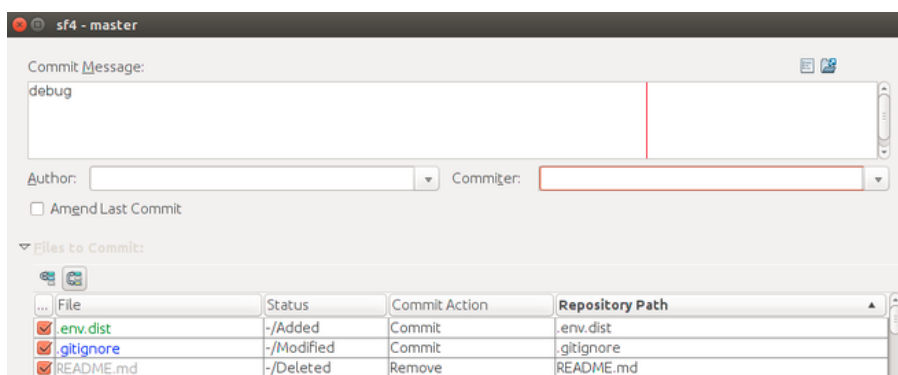 sf4 - master
Commit Message:
debug
Author: Commiter:
Amend Last Commit
Files to Commit:
... File Status Commit Action Repository Path
.env.dist -/Added Commit .env.dist
.gitignore -/Modified Commit .gitignore
README.md -/Deleted Remove README.md